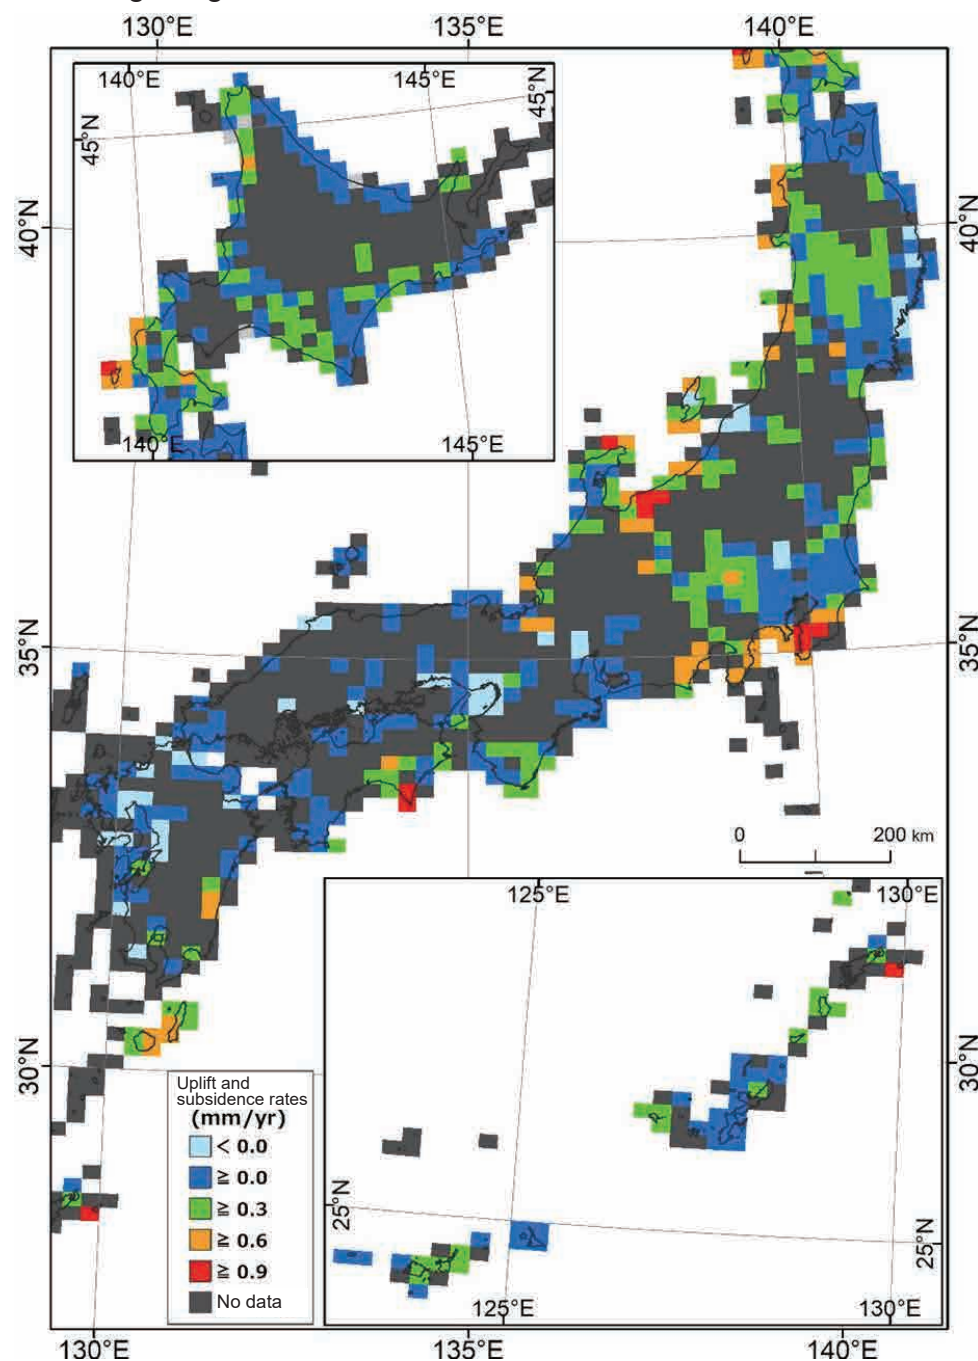 130°E
135°E
140°E
140°E
145°E
45°N
45°N
40°N
40°N
140°E
145°E
35°N
35°N
0
200 km
125°E
130°E
30°N
30°N
Uplift and
subsidence rates
(mm/yr)
< 0.0
≧ 0.0
≧ 0.3
≧ 0.6
≧ 0.9
No data
25°N
25°N
125°E
130°E
130°E
135°E
140°E